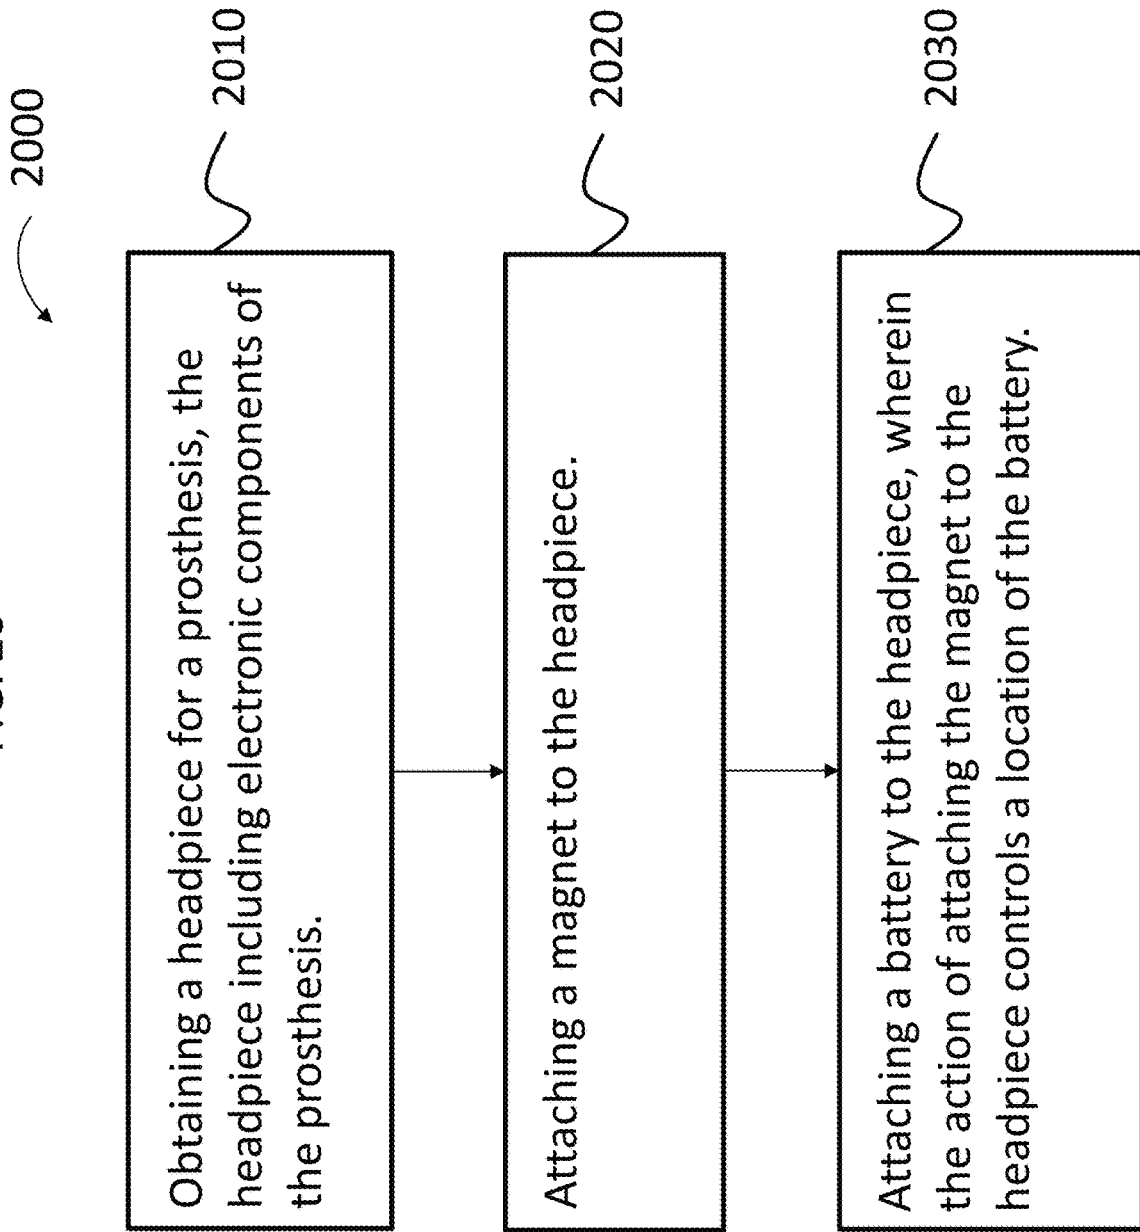 2000
Obtaining a headpiece for a prosthesis, the
headpiece including electronic components of
the prosthesis.
2010
Attaching a magnet to the headpiece.
2020
Attaching a battery to the headpiece, wherein
the action of attaching the magnet to the
headpiece controls a location of the battery.
2030